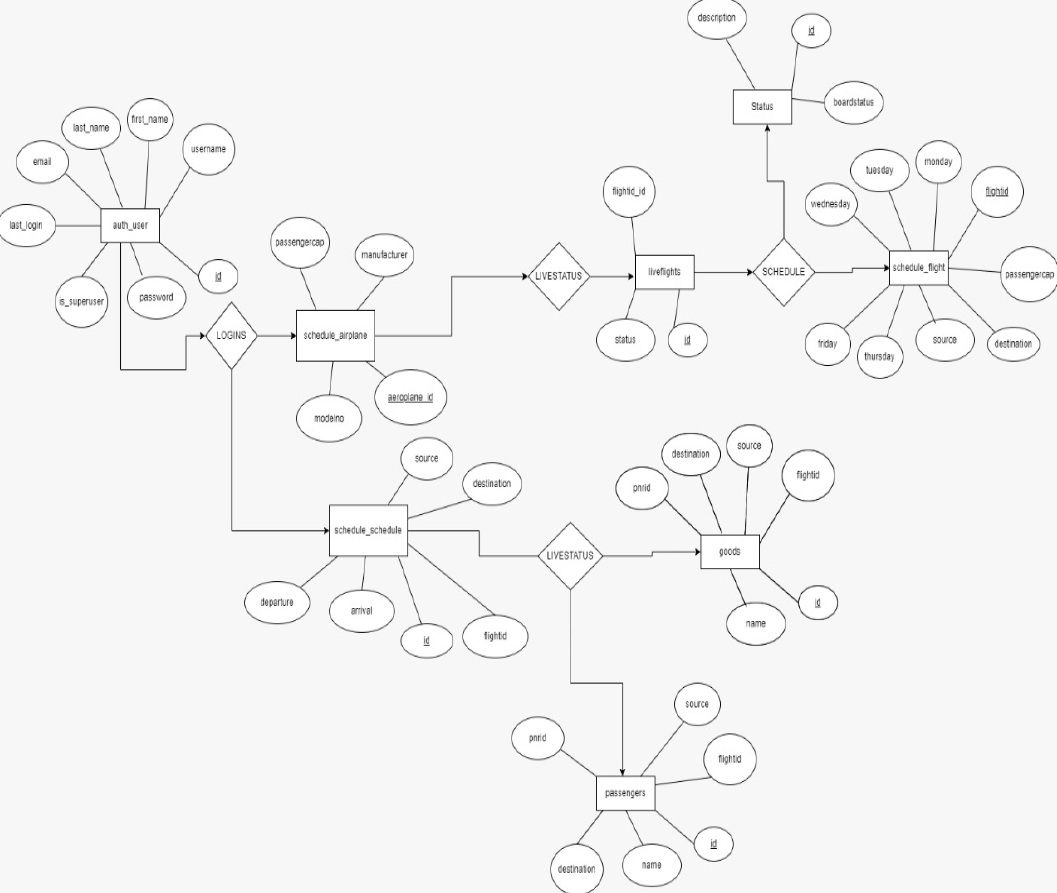 description
id
Status
boardstatus
last_name
first_name
username
email
last_login
auth_user
is_superuser
password
id
passengercap
manufacturer
LOGINS
schedule_airplane
modelno
aeroplane_id
flightid_id
LIVESTATUS
liveflights
status
id
SCHEDULE
tuesday
monday
wednesday
flightid
schedule_flight
passengercap
friday
thursday
source
destination
source
destination
schedule_schedule
departure
arrival
id
flightid
LIVESTATUS
pnrid
destination
source
flightid
goods
id
name
source
pnrid
flightid
passengers
id
name
destination